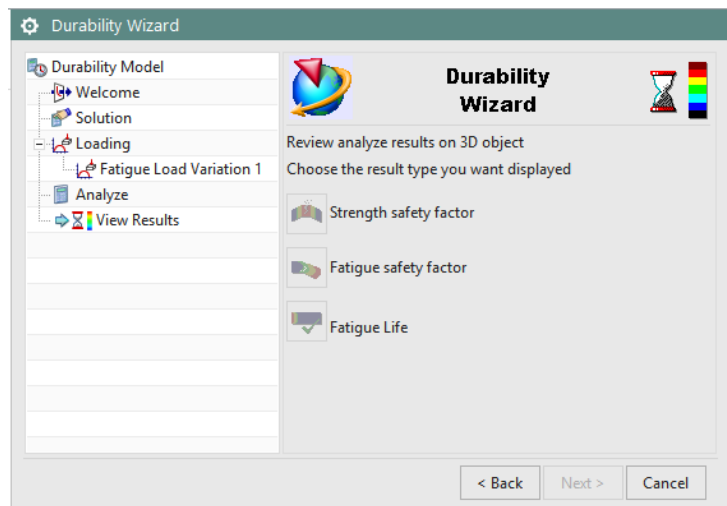 Durability Wizard
Durability Model
Welcome
Solution
Loading
Fatigue Load Variation 1
Analyze
View Results
Durability
Wizard
Review analyze results on 3D object
Choose the result type you want displayed
Strength safety factor
Fatigue safety factor
Fatigue Life
< Back
Next >
Cancel